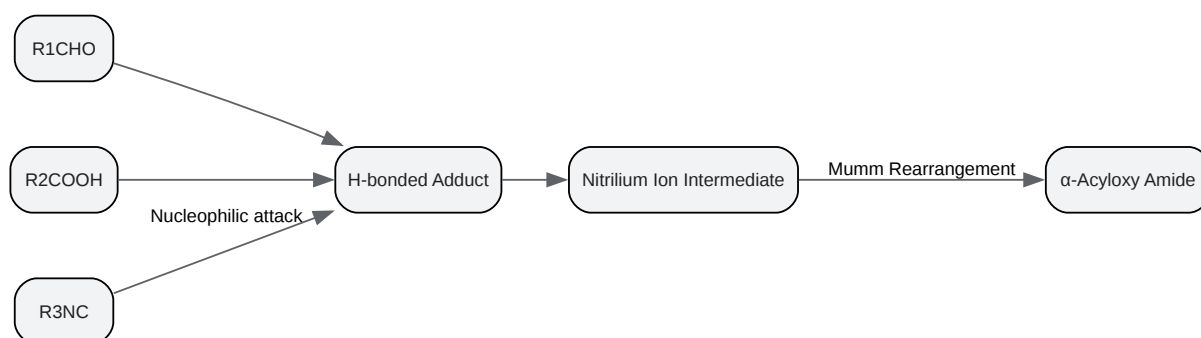 R1CHO
R2COOH
H-bonded Adduct
Nitrilium Ion Intermediate
Mumm Rearrangement
α-Acyloxy Amide
Nucleophilic attack
R3NC